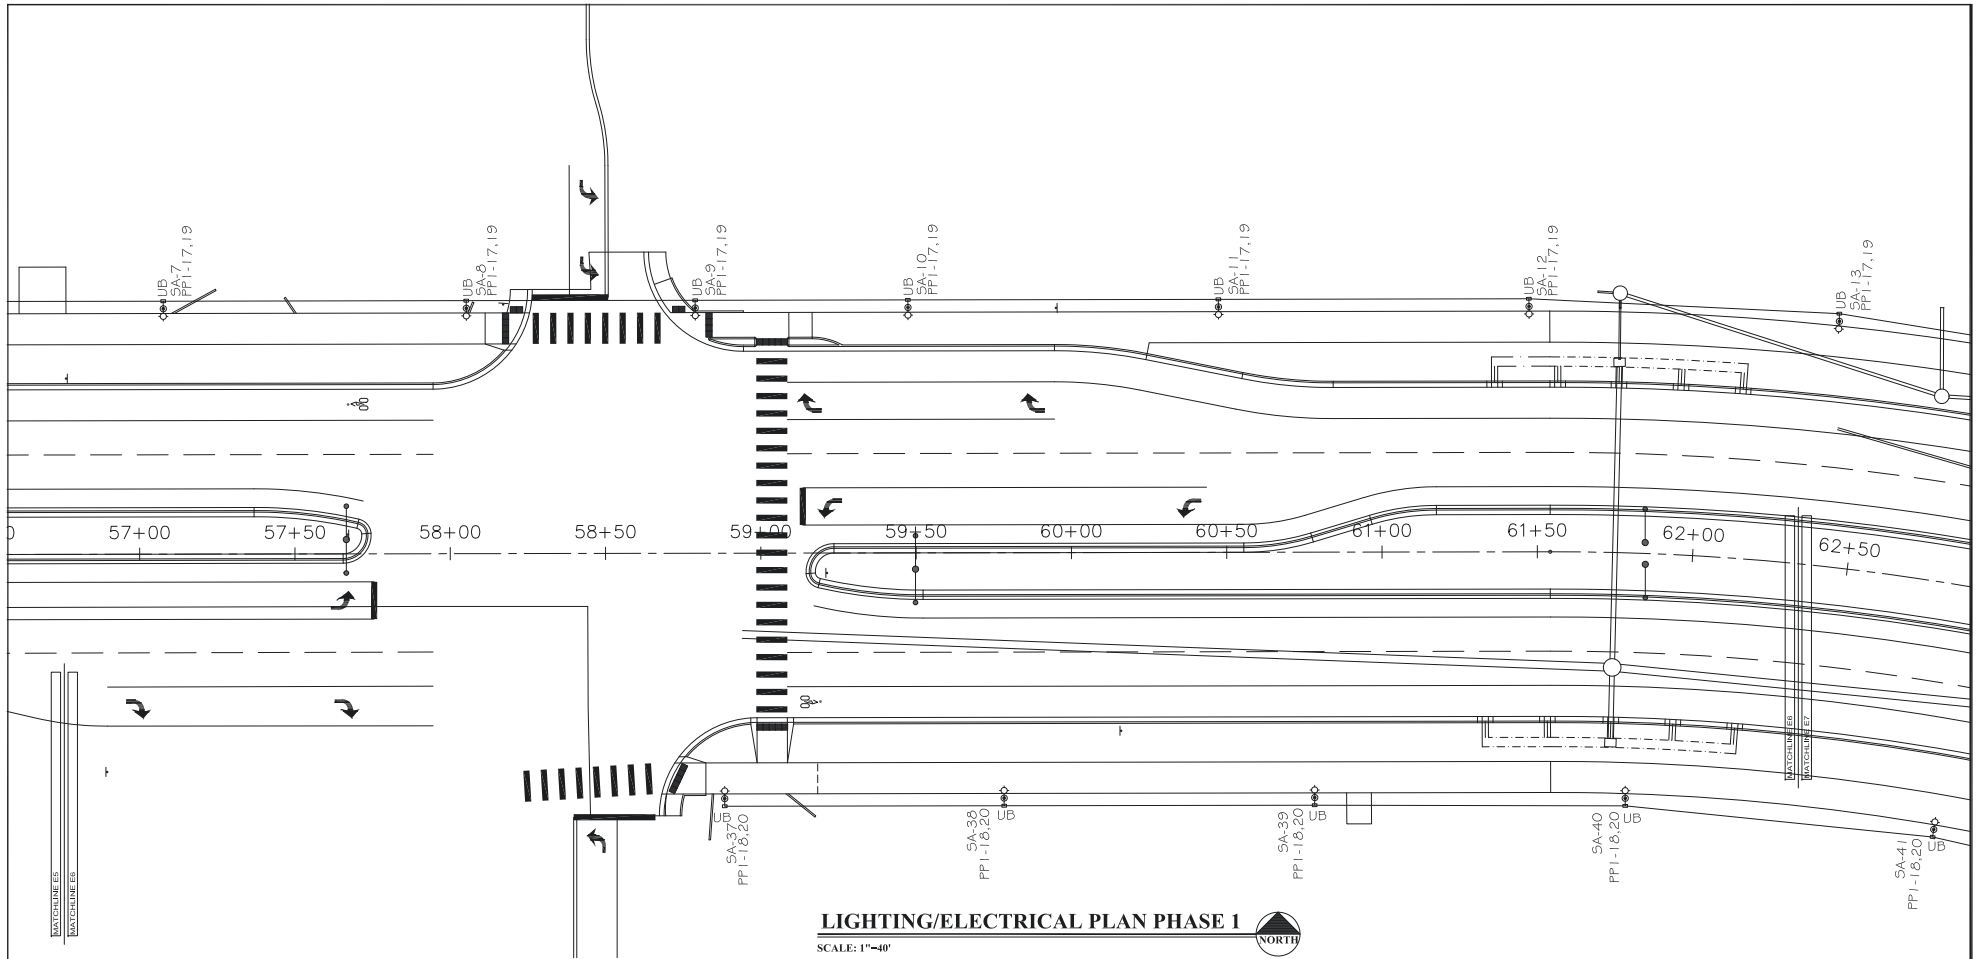 UB
SA-7
PP1-17,19
UB
SA-8
PP1-17,19
UB
SA-9
PP1-17,19
UB
SA-10
PP1-17,19
UB
SA-11
PP1-17,19
UB
SA-12
PP1-17,19
UB
SA-13
PP1-17,19
0
57+00
57+50
58+00
58+50
59+00
59+50
60+00
60+50
61+00
61+50
62+00
62+50
MATCHLINE E6
MATCHLINE E7
MATCHLINE E5
MATCHLINE E6
UB
SA-37
PP1-18,20
UB
SA-38
PP1-18,20
UB
SA-39
PP1-18,20
UB
SA-40
PP1-18,20
UB
SA-41
PP1-18,20
LIGHTING/ELECTRICAL PLAN PHASE 1
NORTH
SCALE: 1"=40'